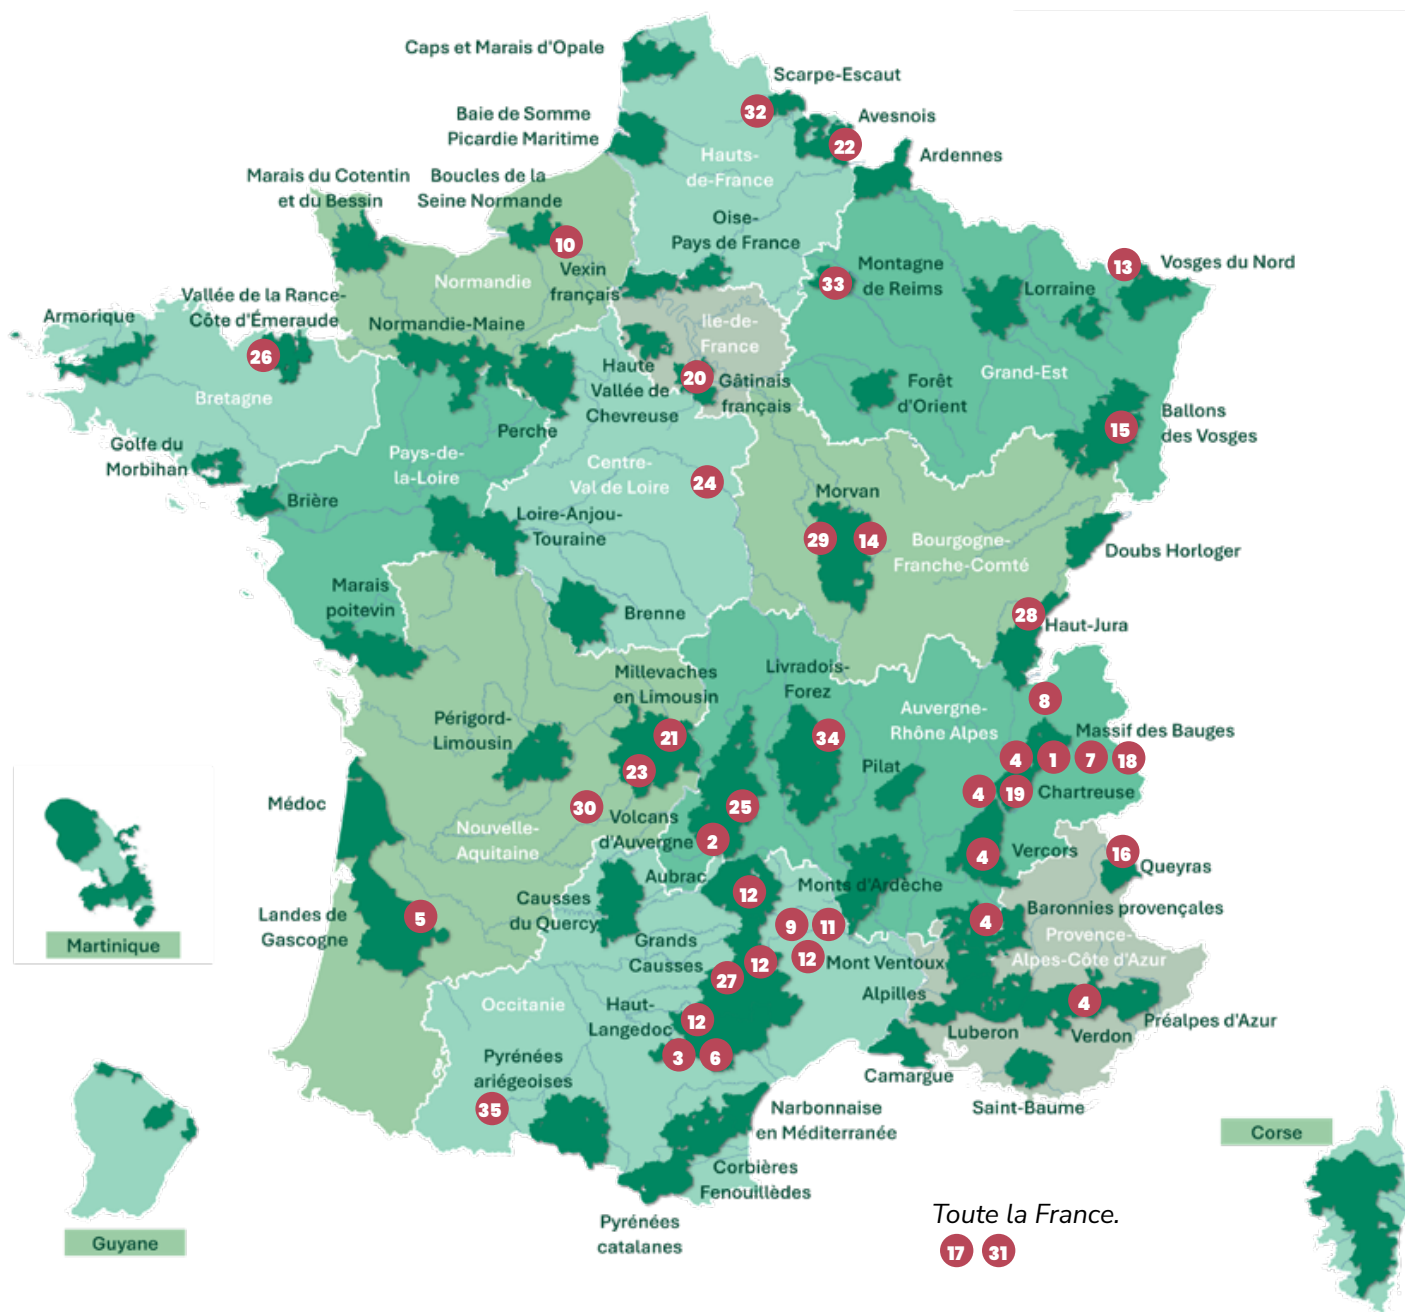 Caps et Marais d'Opale
Scarpe-Escaut
32
Baie de Somme
Picardie Maritime
Avesnois
22
Hauts-
de-France
Ardennes
Marais du Cotentin
et du Bessin
Boucles de la
Seine Normande
10
Oise-
Pays de France
Normandie
Vexin
français
33
Montagne
de Reims
Lorraine
13
Vosges du Nord
Armorique
Vallée de la Rance-
Côte d'Émeraude
26
Normandie-Maine
Ile-de-
France
Bretagne
Haute
Vallée de
Chevreuse
20
Gâtinais
français
Forêt
d'Orient
Grand-Est
Ballons
des Vosges
15
Perche
Golfe du
Morbihan
Pays-de-
la-Loire
Centre-
Val de Loire
24
Brière
Loire-Anjou-
Touraine
Morvan
29
14
Bourgogne-
Franche-Comté
Doubs Horloger
Marais
poitevin
Brenne
28
Haut-Jura
Millevaches
en Limousin
Livradois-
Forez
8
Périgord-
Limousin
21
34
Auvergne-
Rhône Alpes
Massif des Bauges
23
Pilat
4
1
7
18
4
19
Chartreuse
Médoc
30
Volcans
d'Auvergne
25
2
Nouvelle-
Aquitaine
4
Vercors
16
Queyras
Aubrac
12
Monts d'Ardèche
Causses
du Quercy
Landes de
Gascogne
5
9
11
4
Baronnies provençales
Provence-
Alpes-Côte d'Azur
Martinique
Grands
Causses
12
12
Mont Ventoux
27
Alpilles
4
Occitanie
Haut-
Langedoc
12
Luberon
Verdon
Préalpes d'Azur
3
6
Pyrénées
ariégeoises
35
Camargue
Saint-Baume
Narbonnaise
en Méditerranée
Corse
Corbières
Fenouillèdes
Pyrénées
catalanes
Guyane
Toute la France.
17
31